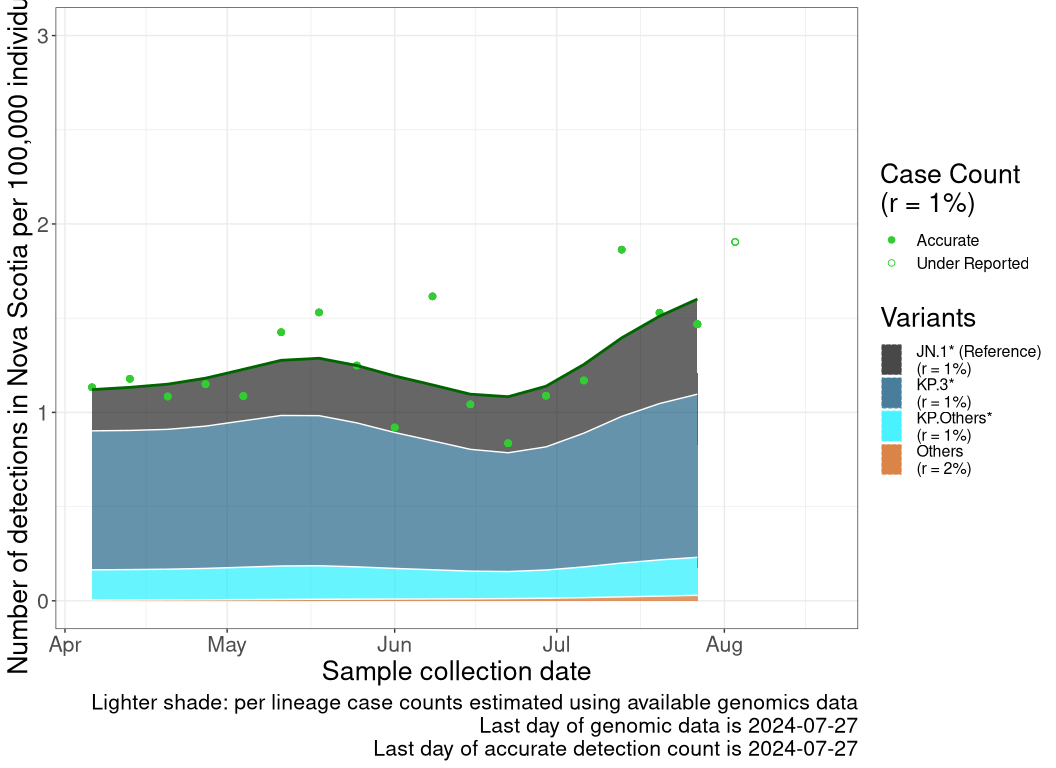 Number of detections in Nova Scotia per 100,000
3
2
1
0
Apr
May
Jun
Jul
Aug
Sample collection date
Lighter shade: per lineage case counts estimated using available genomics data
Last day of genomic data is 2024-07-27
Last day of accurate detection count is 2024-07-27
Case Count
(r = 1%)
Accurate
Under Reported
Variants
JN.1* (Reference)
(r = 1%)
KP.3*
(r = 1%)
KP.Others*
(r = 1%)
Others
(r = 2%)